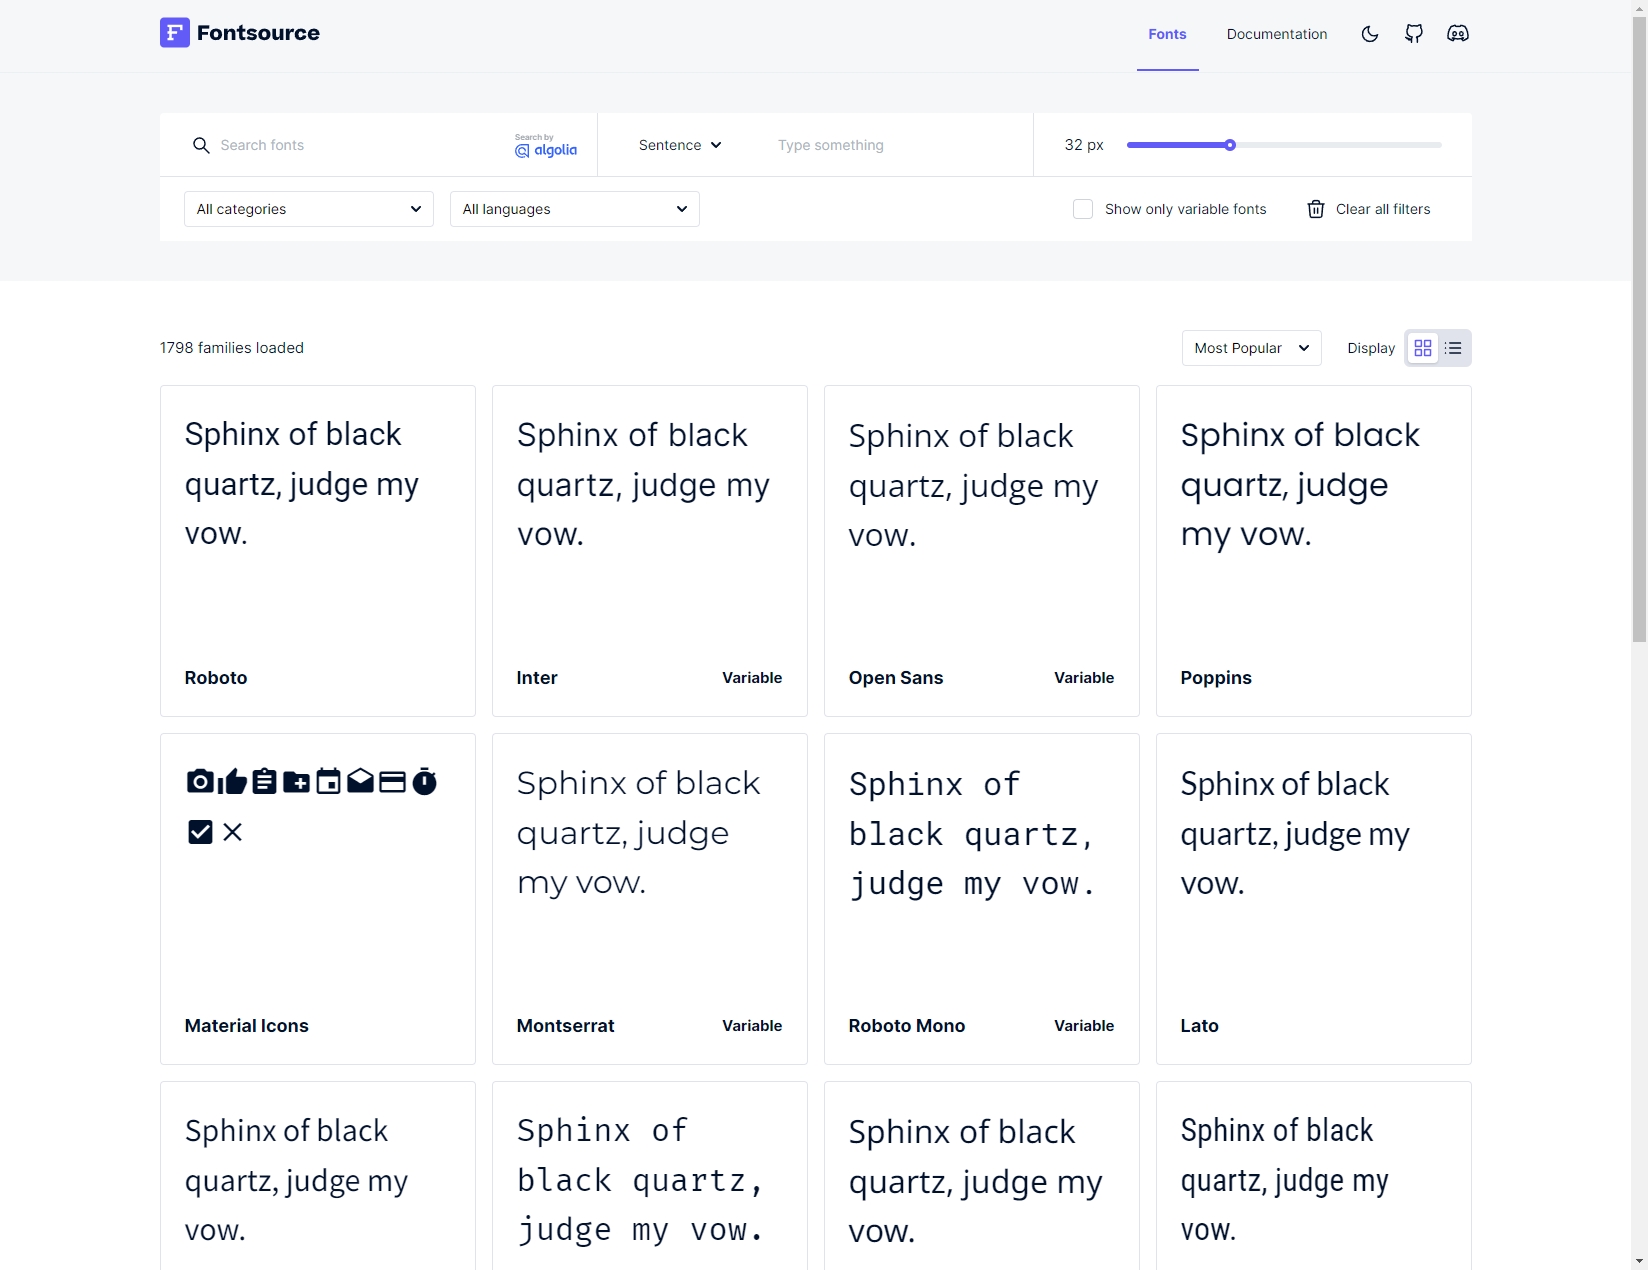 Fontsource
Fonts
Documentation
Search fonts
Search by
algolia
Sentence
Type something
32 px
All categories
All languages
Show only variable fonts
Clear all filters
1798 families loaded
Most Popular
Display
Sphinx of black
quartz, judge my
vow.
Roboto
Sphinx of black
quartz, judge my
vow.
Inter
Variable
Sphinx of black
quartz, judge my
vow.
Open Sans
Variable
Sphinx of black
quartz, judge
my vow.
Poppins
Material Icons
Sphinx of black
quartz, judge
my vow.
Montserrat
Variable
Sphinx of
black quartz,
judge my vow.
Roboto Mono
Variable
Sphinx of black
quartz, judge my
vow.
Lato
Sphinx of black
quartz, judge my
vow.
Sphinx of
black quartz,
judge my vow.
Sphinx of black
quartz, judge my
vow.
Sphinx of black
quartz, judge my
vow.